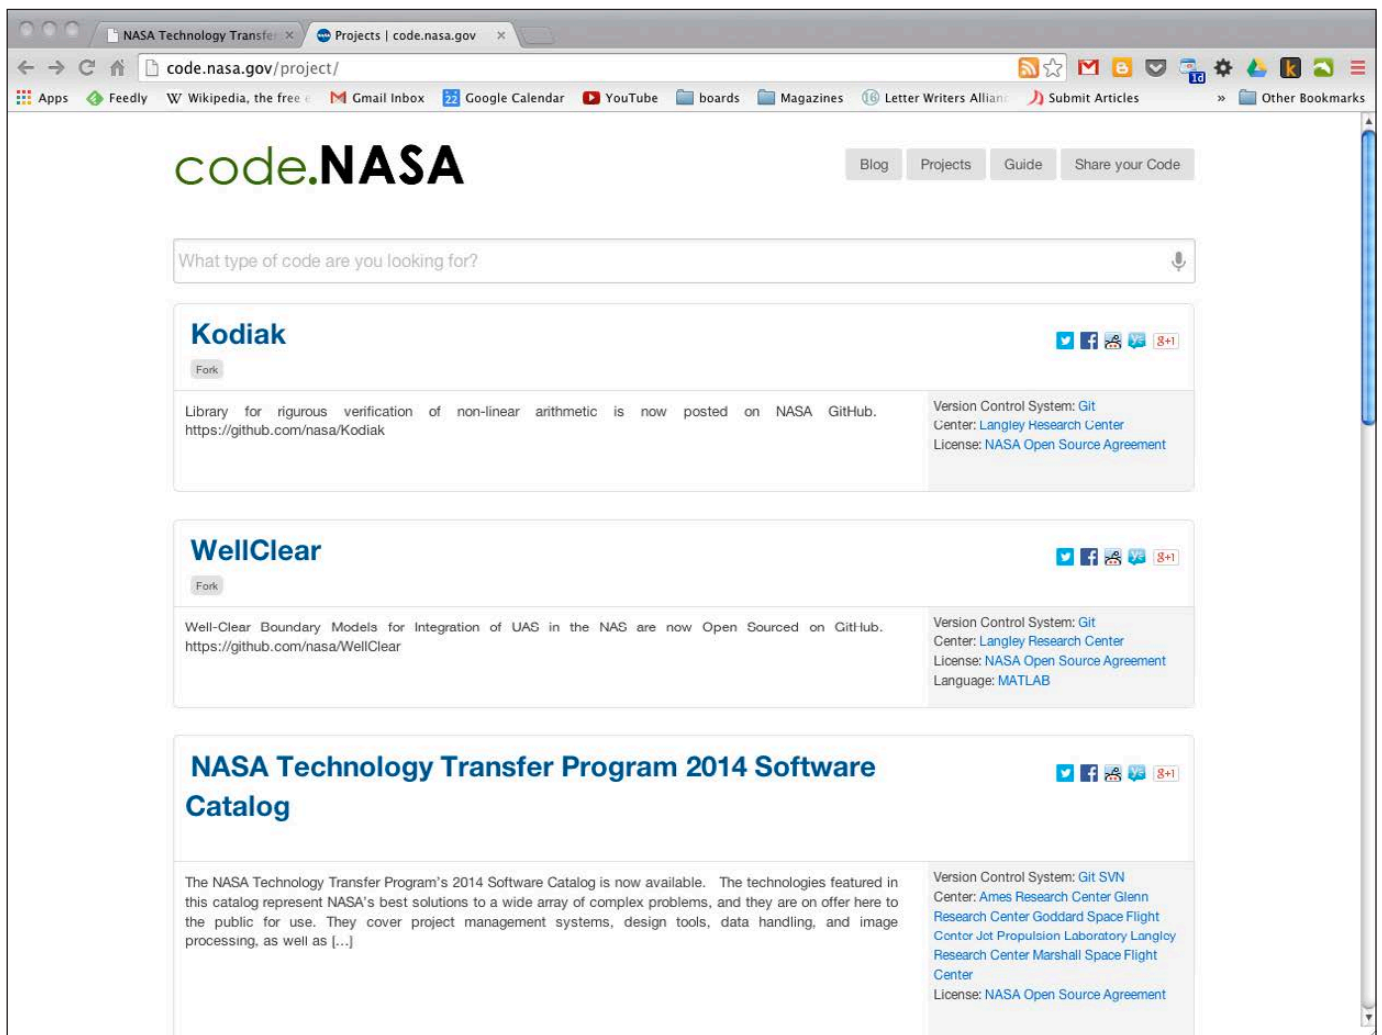 NASA Technology Transfe
Projects | code.nasa.gov
code.nasa.gov/project/
1d
Apps Feedly Wikipedia, the free e Gmail Inbox 22 Google Calendar YouTube boards Magazines 16 Letter Writers Allian Submit Articles » Other Bookmarks
code.NASA
Blog Projects Guide Share your Code
What type of code are you looking for?
Kodiak
g+1
Fork
Library for rigurous verification of non-linear arithmetic is now posted on NASA GitHub.
https://github.com/nasa/Kodiak
Version Control System: Git
Center: Langley Research Center
License: NASA Open Source Agreement
WellClear
g+1
Fork
Well-Clear Boundary Models for Integration of UAS in the NAS are now Open Sourced on GitHub.
https://github.com/nasa/WellClear
Version Control System: Git
Center: Langley Research Center
License: NASA Open Source Agreement
Language: MATLAB
NASA Technology Transfer Program 2014 Software
Catalog
g+1
The NASA Technology Transfer Program's 2014 Software Catalog is now available. The technologies featured in
this catalog represent NASA's best solutions to a wide array of complex problems, and they are on offer here to
the public for use. They cover project management systems, design tools, data handling, and image
processing, as well as [...]
Version Control System: Git SVN
Center: Ames Research Center Glenn
Research Center Goddard Space Flight
Center Jet Propulsion Laboratory Langley
Research Center Marshall Space Flight
Center
License: NASA Open Source Agreement